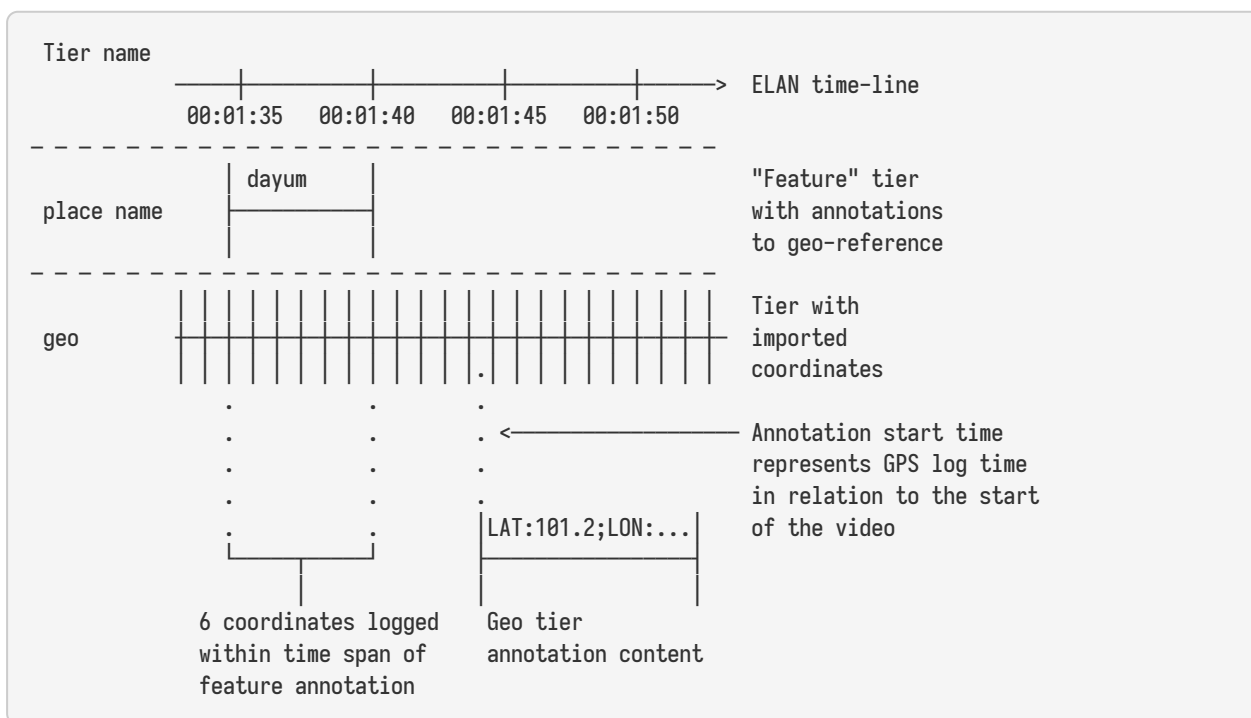 Tier name
ELAN time-line
00:01:35 00:01:40 00:01:45 00:01:50
dayum "Feature" tier
place name with annotations
to geo-reference
Tier with
geo imported
coordinates
Annotation start time
represents GPS log time
in relation to the start
LAT:101.2;LON:... of the video
6 coordinates logged Geo tier
within time span of annotation content
feature annotation